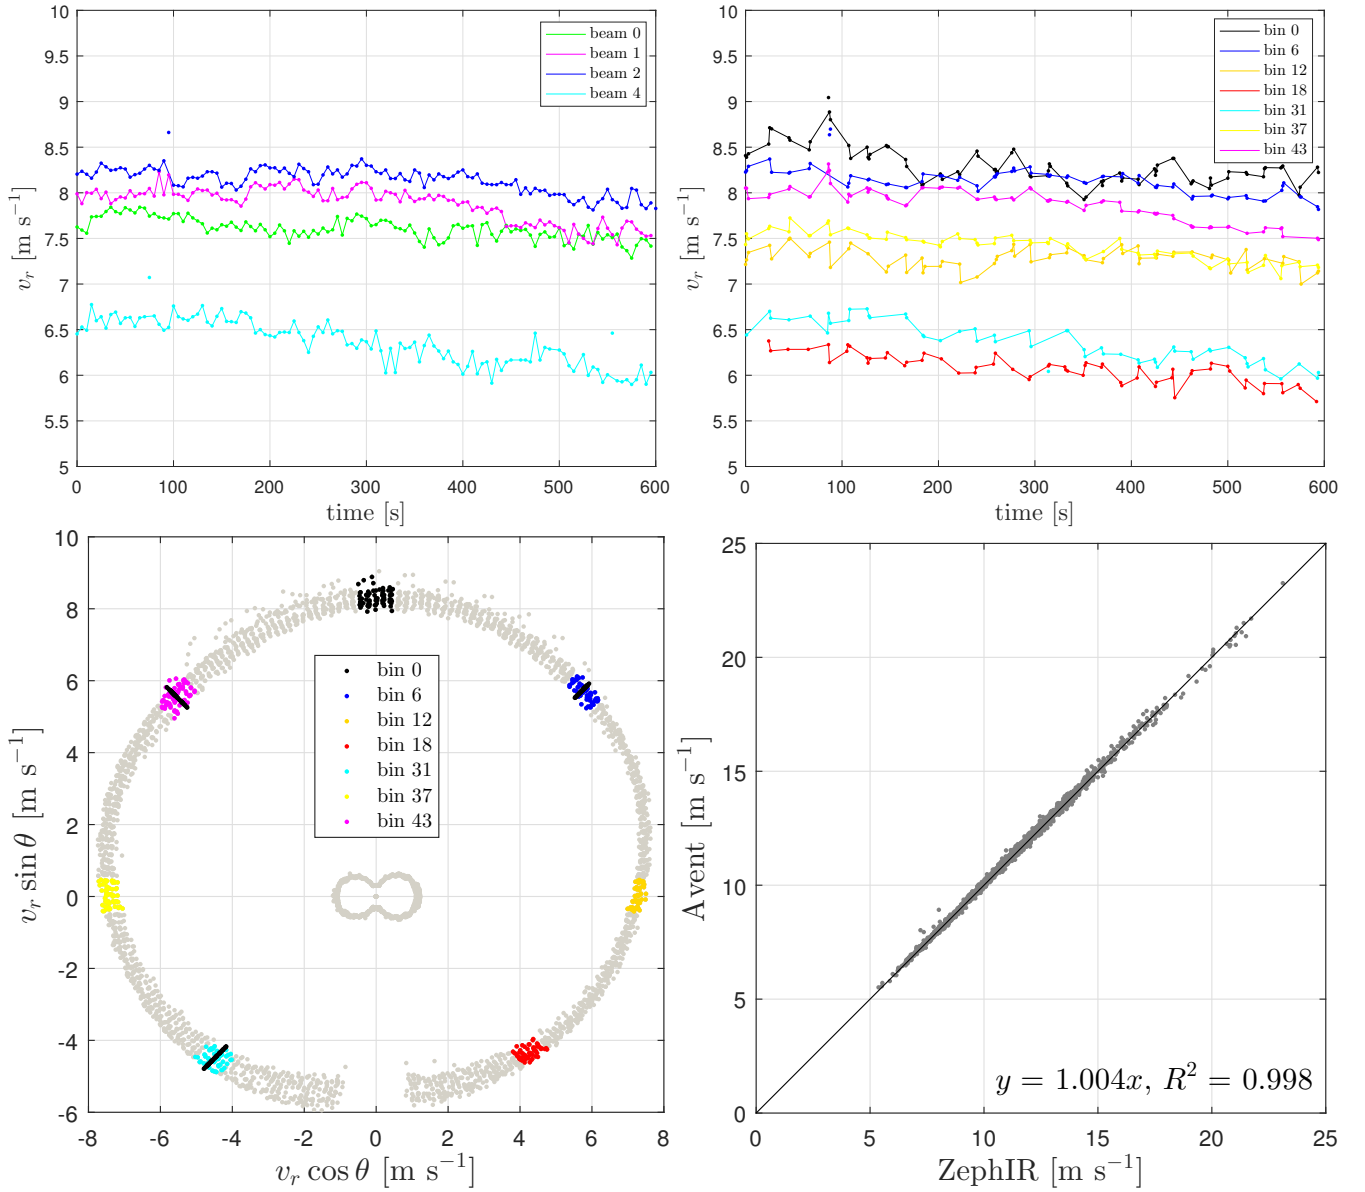 10
9.5
9
8.5
8
7.5
7
6.5
6
5.5
5
0
100
200
300
400
500
600
time [s]
v_r [m s⁻¹]
beam 0
beam 1
beam 2
beam 4
10
9.5
9
8.5
8
7.5
7
6.5
6
5.5
5
0
100
200
300
400
500
600
time [s]
v_r [m s⁻¹]
bin 0
bin 6
bin 12
bin 18
bin 31
bin 37
bin 43
10
8
6
4
2
0
-2
-4
-6
-8
-6
-4
-2
0
2
4
6
8
v_r cos θ [m s⁻¹]
v_r sin θ [m s⁻¹]
bin 0
bin 6
bin 12
bin 18
bin 31
bin 37
bin 43
25
20
15
10
5
0
0
5
10
15
20
25
ZephIR [m s⁻¹]
Avent [m s⁻¹]
y = 1.004x, R² = 0.998